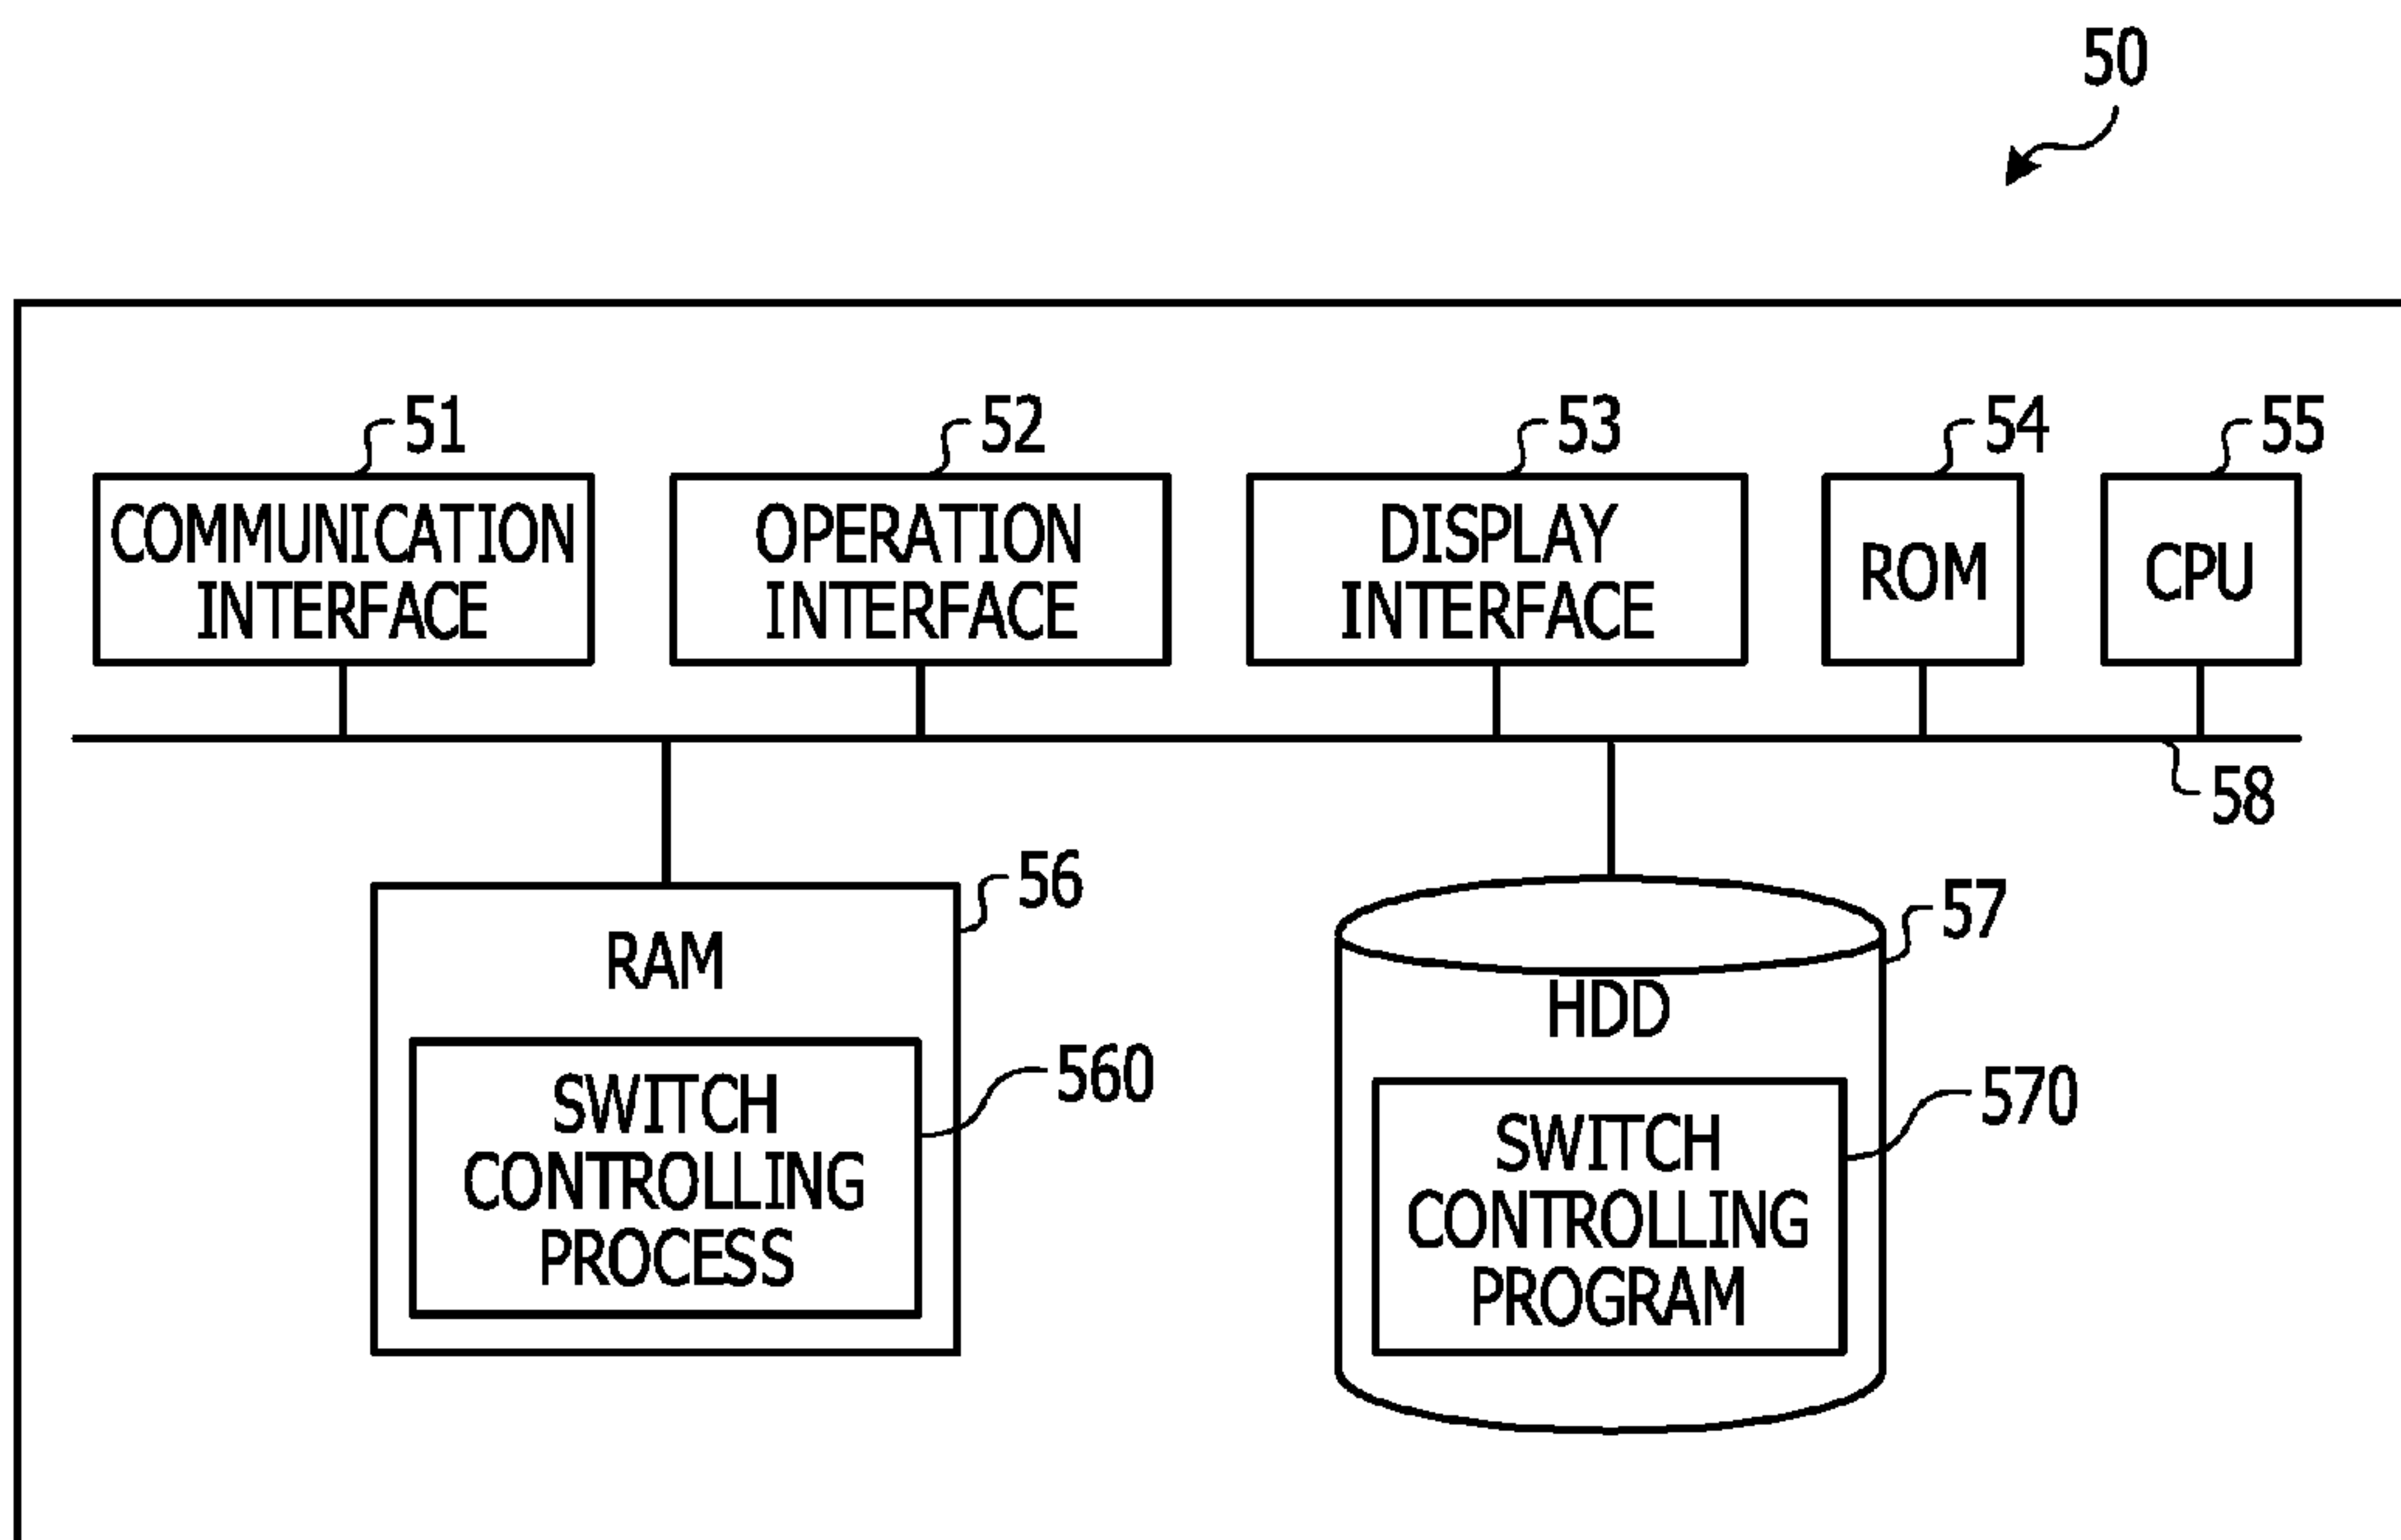 50
51
52
53
54
55
COMMUNICATION
INTERFACE
OPERATION
INTERFACE
DISPLAY
INTERFACE
ROM
CPU
58
56
RAM
560
SWITCH
CONTROLLING
PROCESS
57
HDD
570
SWITCH
CONTROLLING
PROGRAM